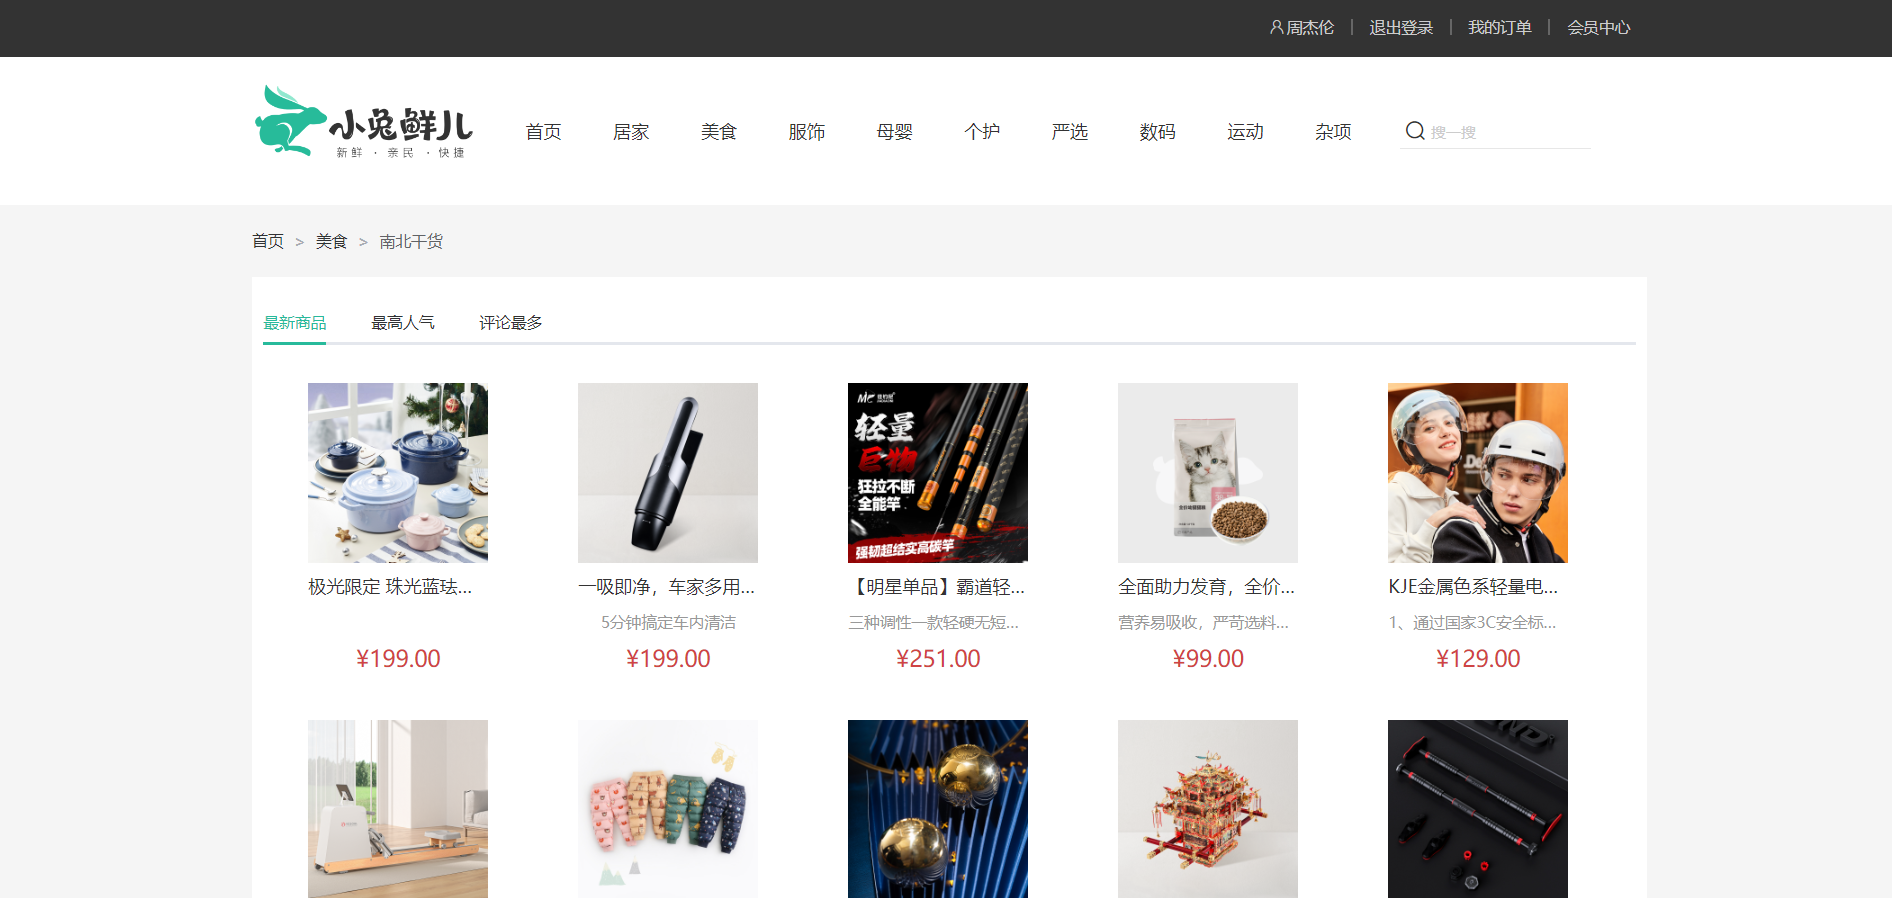 周杰伦 | 退出登录 | 我的订单 | 会员中心
小兔鲜儿
新鲜 · 亲民 · 快捷
首页 居家 美食 服饰 母婴 个护 严选 数码 运动 杂项 搜一搜
首页 > 美食 > 南北干货
最新商品 最高人气 评论最多
轻量
巨物
狂拉不断
全能竿
强韧超结实高碳竿
极光限定 珠光蓝珐...
¥199.00
一吸即净，车家多用...
5分钟搞定车内清洁
¥199.00
【明星单品】霸道轻...
三种调性一款轻硬无短...
¥251.00
全面助力发育，全价...
营养易吸收，严苛选料...
¥99.00
KJE金属色系轻量电...
1、通过国家3C安全标...
¥129.00